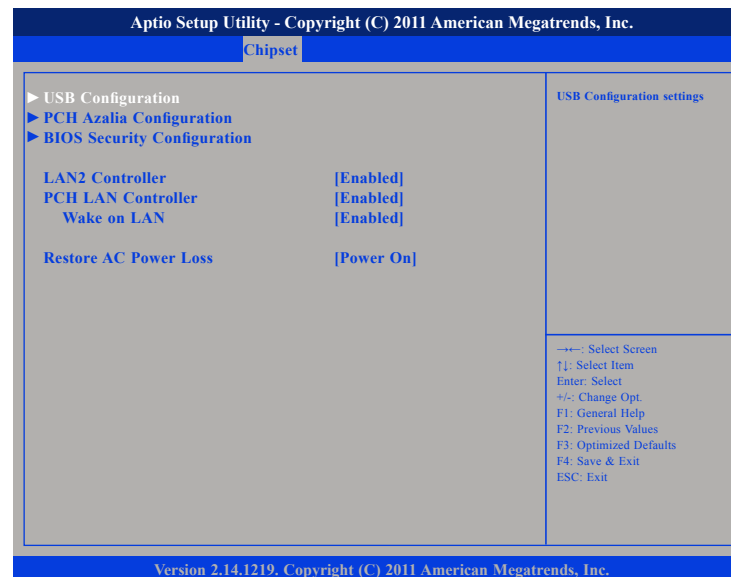 Aptio Setup Utility - Copyright (C) 2011 American Megatrends, Inc.
Chipset
► USB Configuration
► PCH Azalia Configuration
► BIOS Security Configuration
LAN2 Controller [Enabled]
PCH LAN Controller [Enabled]
Wake on LAN [Enabled]
Restore AC Power Loss [Power On]
USB Configuration settings
→←: Select Screen
↑↓: Select Item
Enter: Select
+/-: Change Opt.
F1: General Help
F2: Previous Values
F3: Optimized Defaults
F4: Save & Exit
ESC: Exit
Version 2.14.1219. Copyright (C) 2011 American Megatrends, Inc.